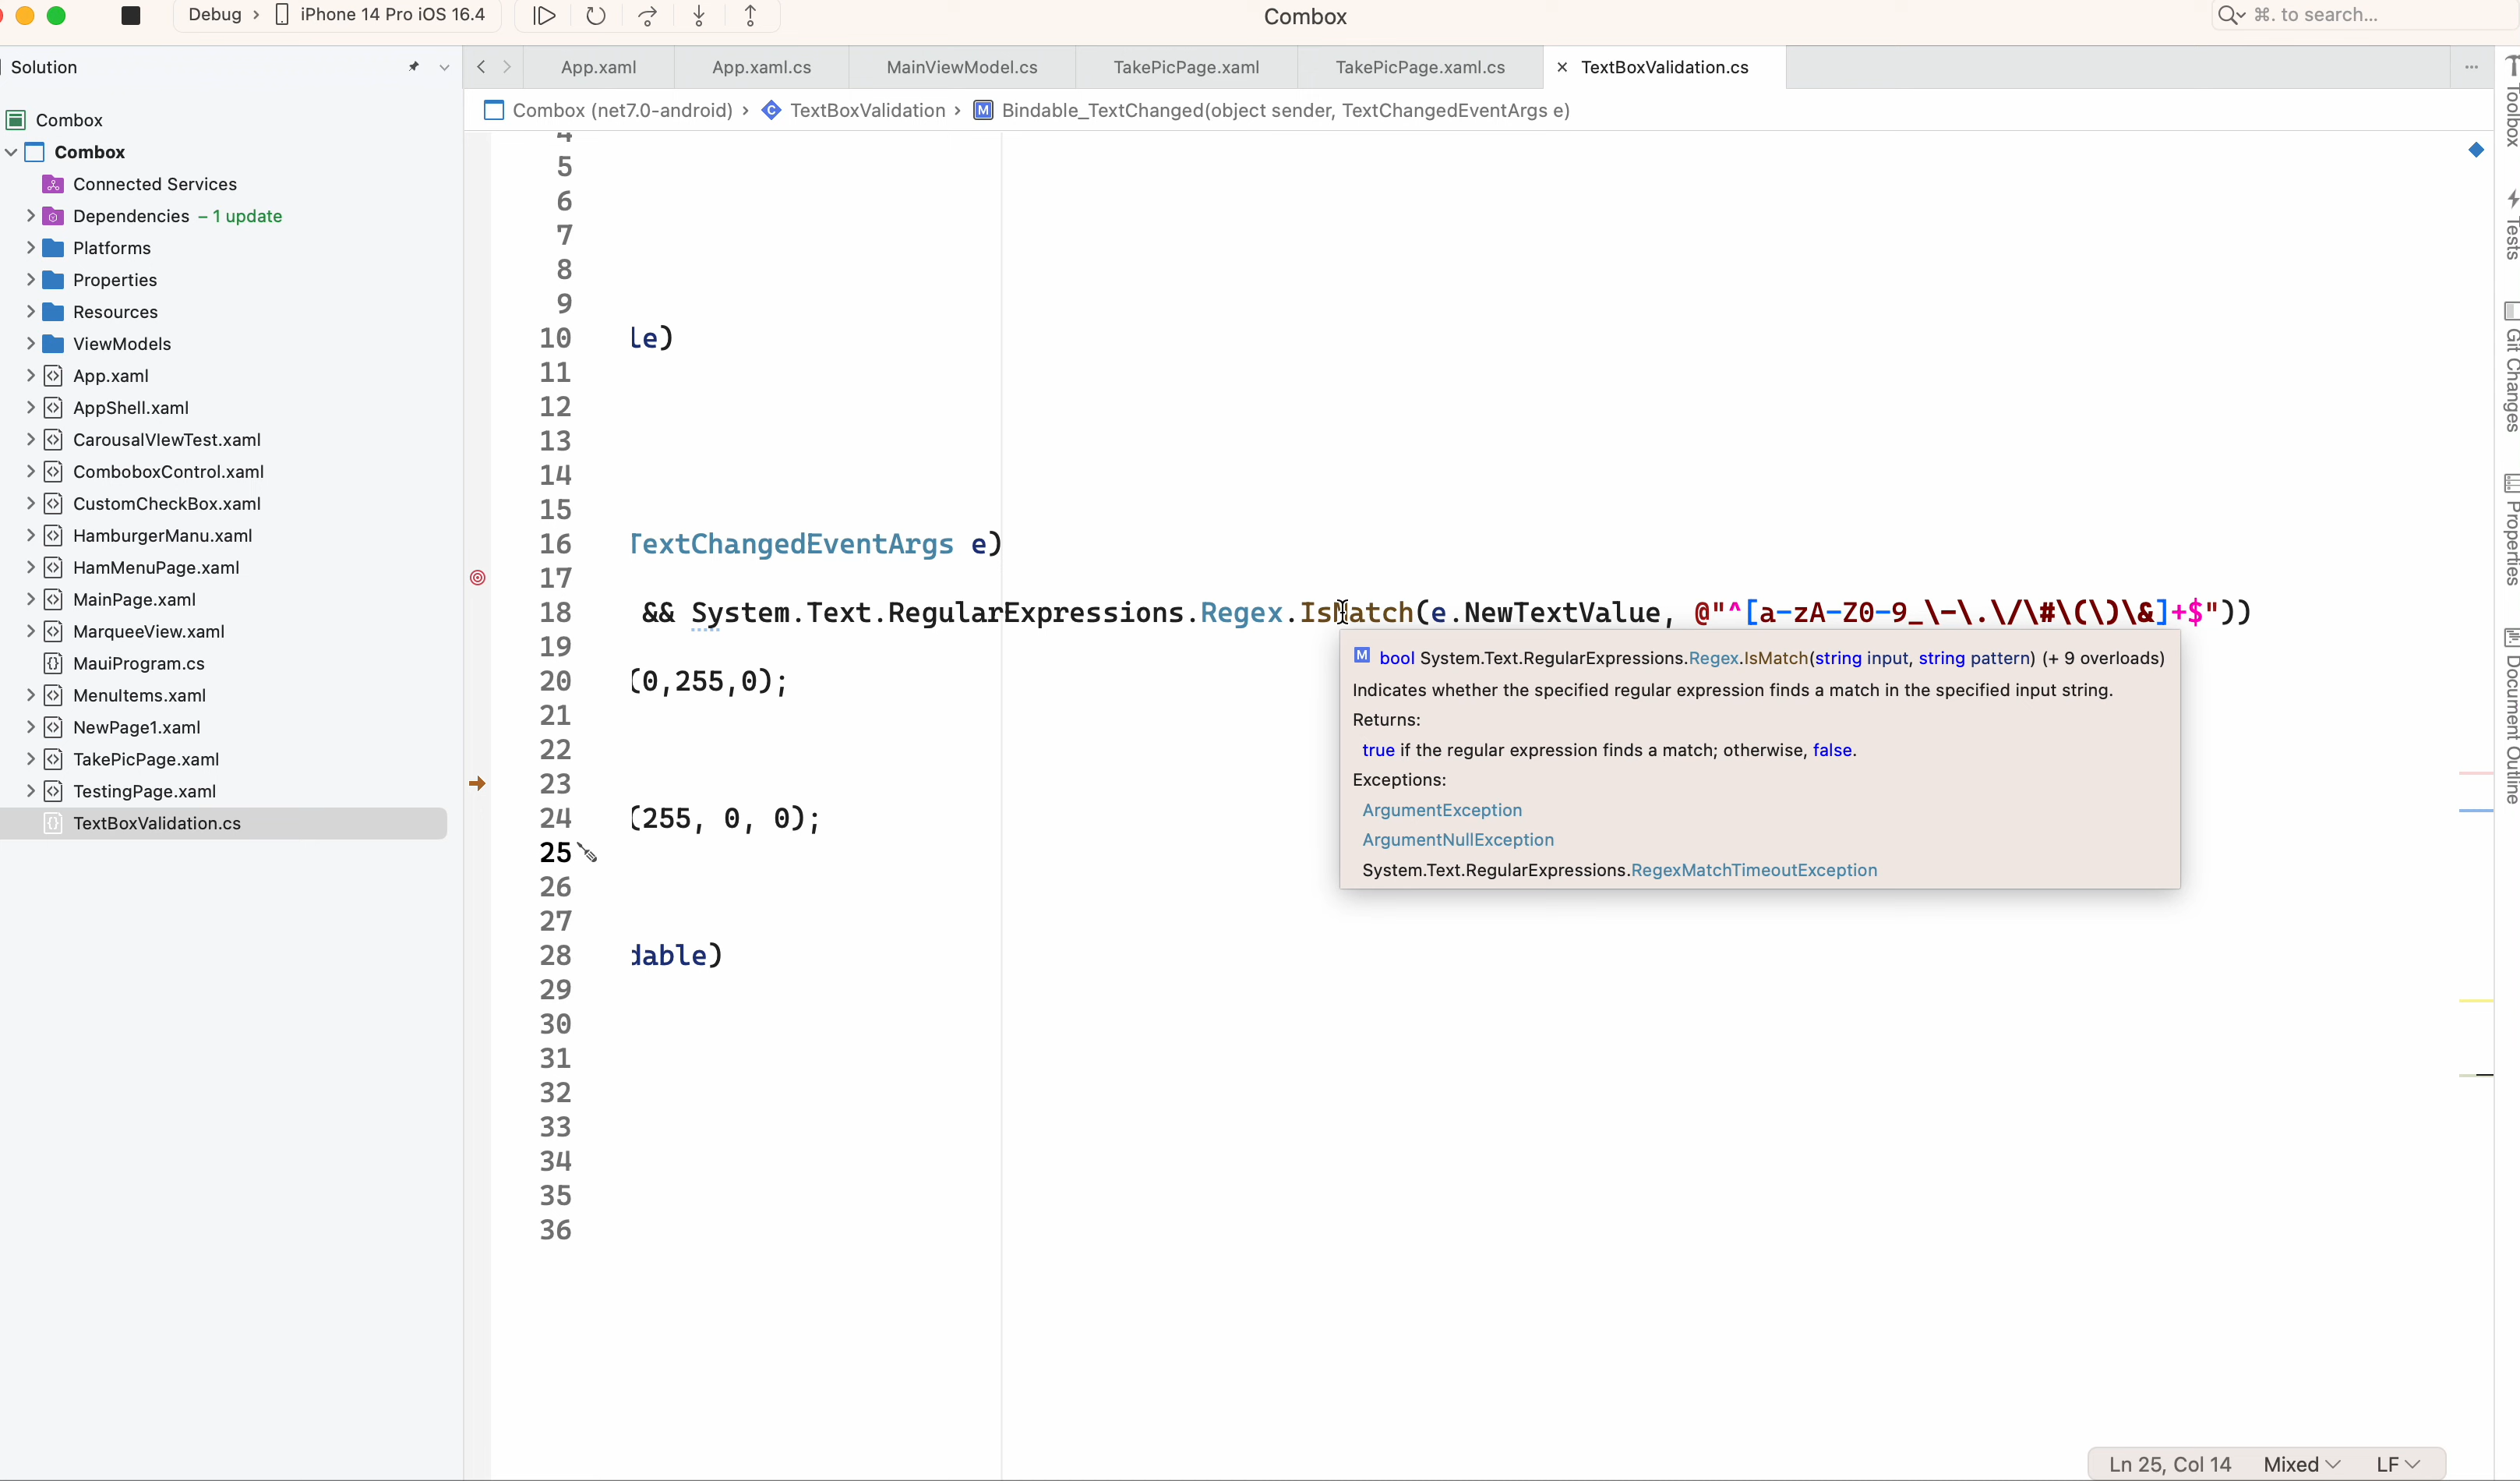 Debug > iPhone 14 Pro iOS 16.4
Combox
⌘. to search...
Solution
App.xaml
App.xaml.cs
MainViewModel.cs
TakePicPage.xaml
TakePicPage.xaml.cs
TextBoxValidation.cs
Combox (net7.0-android) > TextBoxValidation > Bindable_TextChanged(object sender, TextChangedEventArgs e)
Combox
Combox
Connected Services
Dependencies – 1 update
Platforms
Properties
Resources
ViewModels
App.xaml
AppShell.xaml
CarousalVIewTest.xaml
ComboboxControl.xaml
CustomCheckBox.xaml
HamburgerManu.xaml
HamMenuPage.xaml
MainPage.xaml
MarqueeView.xaml
MauiProgram.cs
MenuItems.xaml
NewPage1.xaml
TakePicPage.xaml
TestingPage.xaml
TextBoxValidation.cs
4
5
6
7
8
9
10 le)
11
12
13
14
15
16 TextChangedEventArgs e)
17
18 && System.Text.RegularExpressions.Regex.IsMatch(e.NewTextValue, @"^[a-zA-Z0-9_\-\.\/\#\(\)\&]+$"))
19
20 (0,255,0);
21
22
23
24 (255, 0, 0);
25
26
27
28 dable)
29
30
31
32
33
34
35
36
bool System.Text.RegularExpressions.Regex.IsMatch(string input, string pattern) (+ 9 overloads)
Indicates whether the specified regular expression finds a match in the specified input string.
Returns:
true if the regular expression finds a match; otherwise, false.
Exceptions:
ArgumentException
ArgumentNullException
System.Text.RegularExpressions.RegexMatchTimeoutException
Toolbox
Tests
Git Changes
Properties
Document Outline
Ln 25, Col 14 Mixed LF